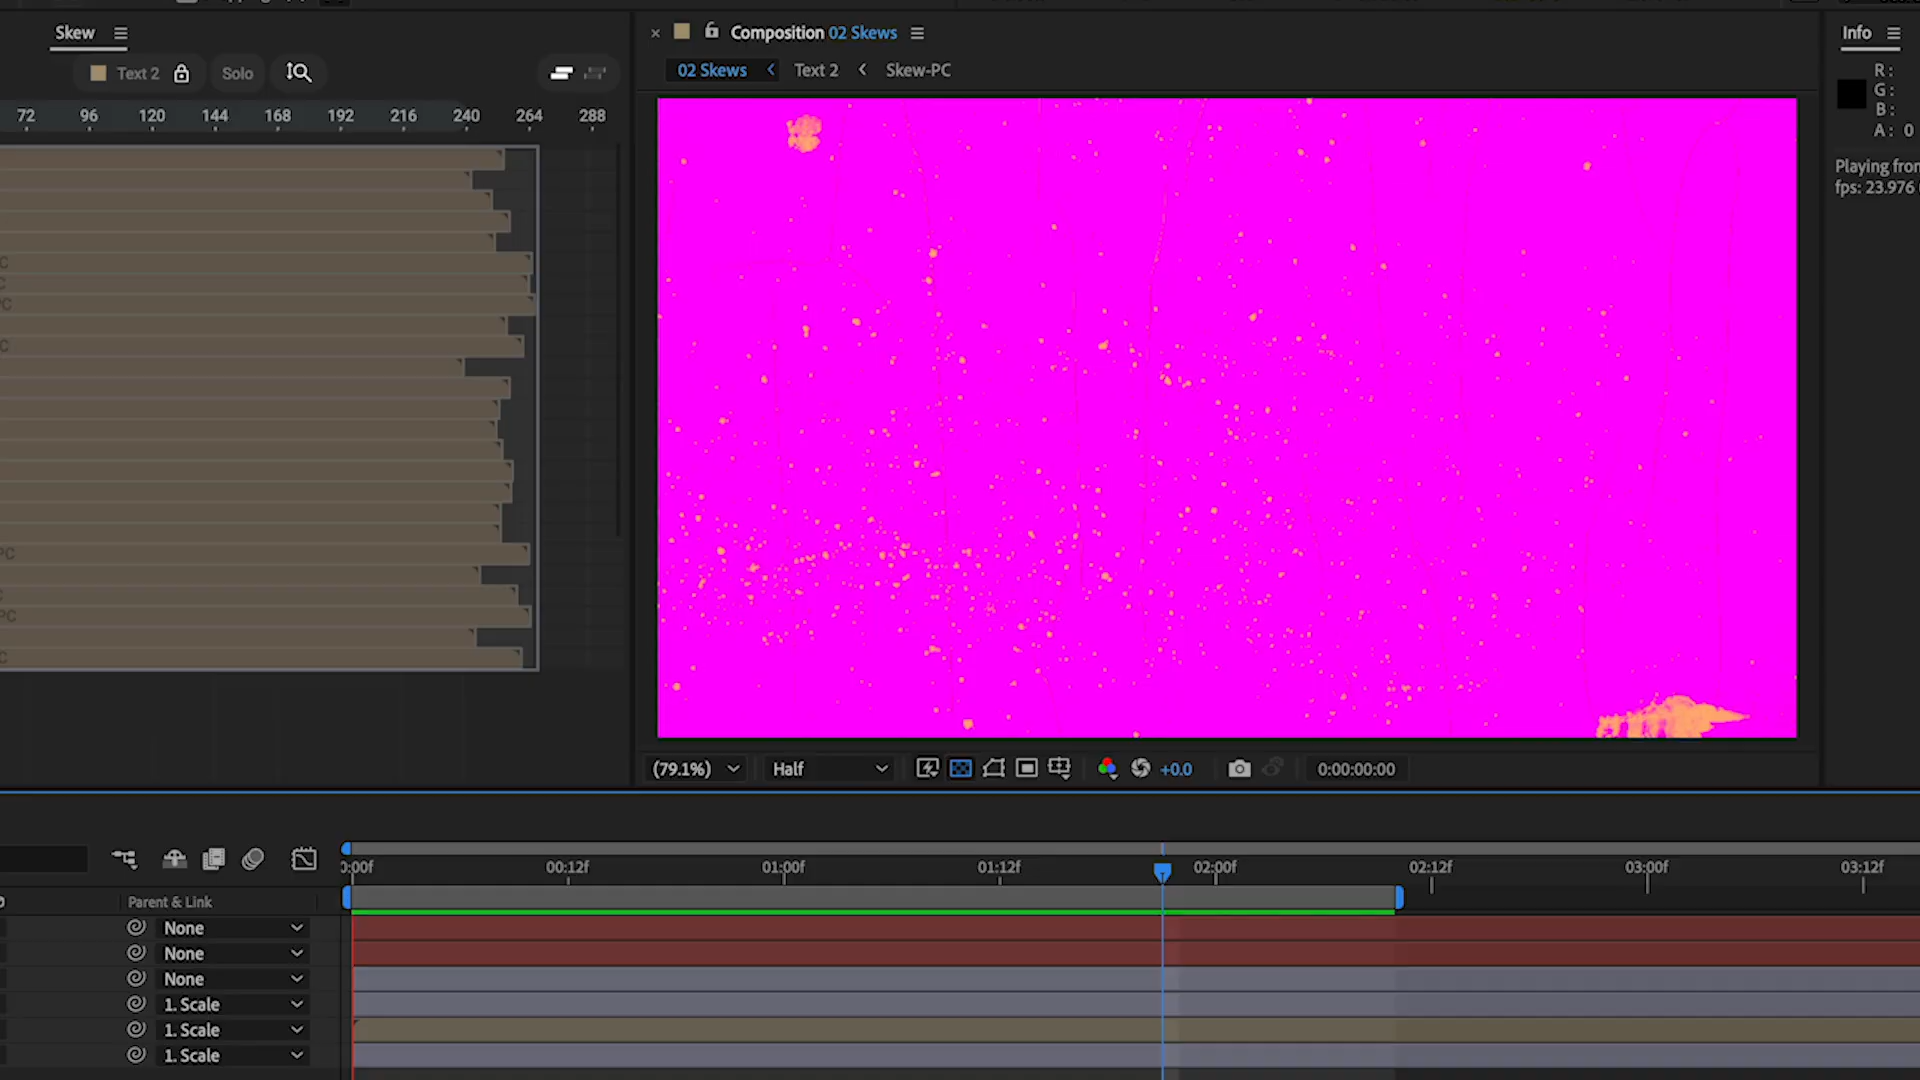 Skew
Composition 02 Skews
Info
Text 2
Solo
02 Skews
Text 2
Skew-PC
R:
G:
B:
A: 0
72 96 120 144 168 192 216 240 264 288
Playing from
fps: 23.976
C
C
PC
C
PC
C
PC
C
(79.1%)
Half
+0.0
0:00:00:00
0:00f 00:12f 01:00f 01:12f 02:00f 02:12f 03:00f 03:12f
Parent & Link
None
None
None
1. Scale
1. Scale
1. Scale